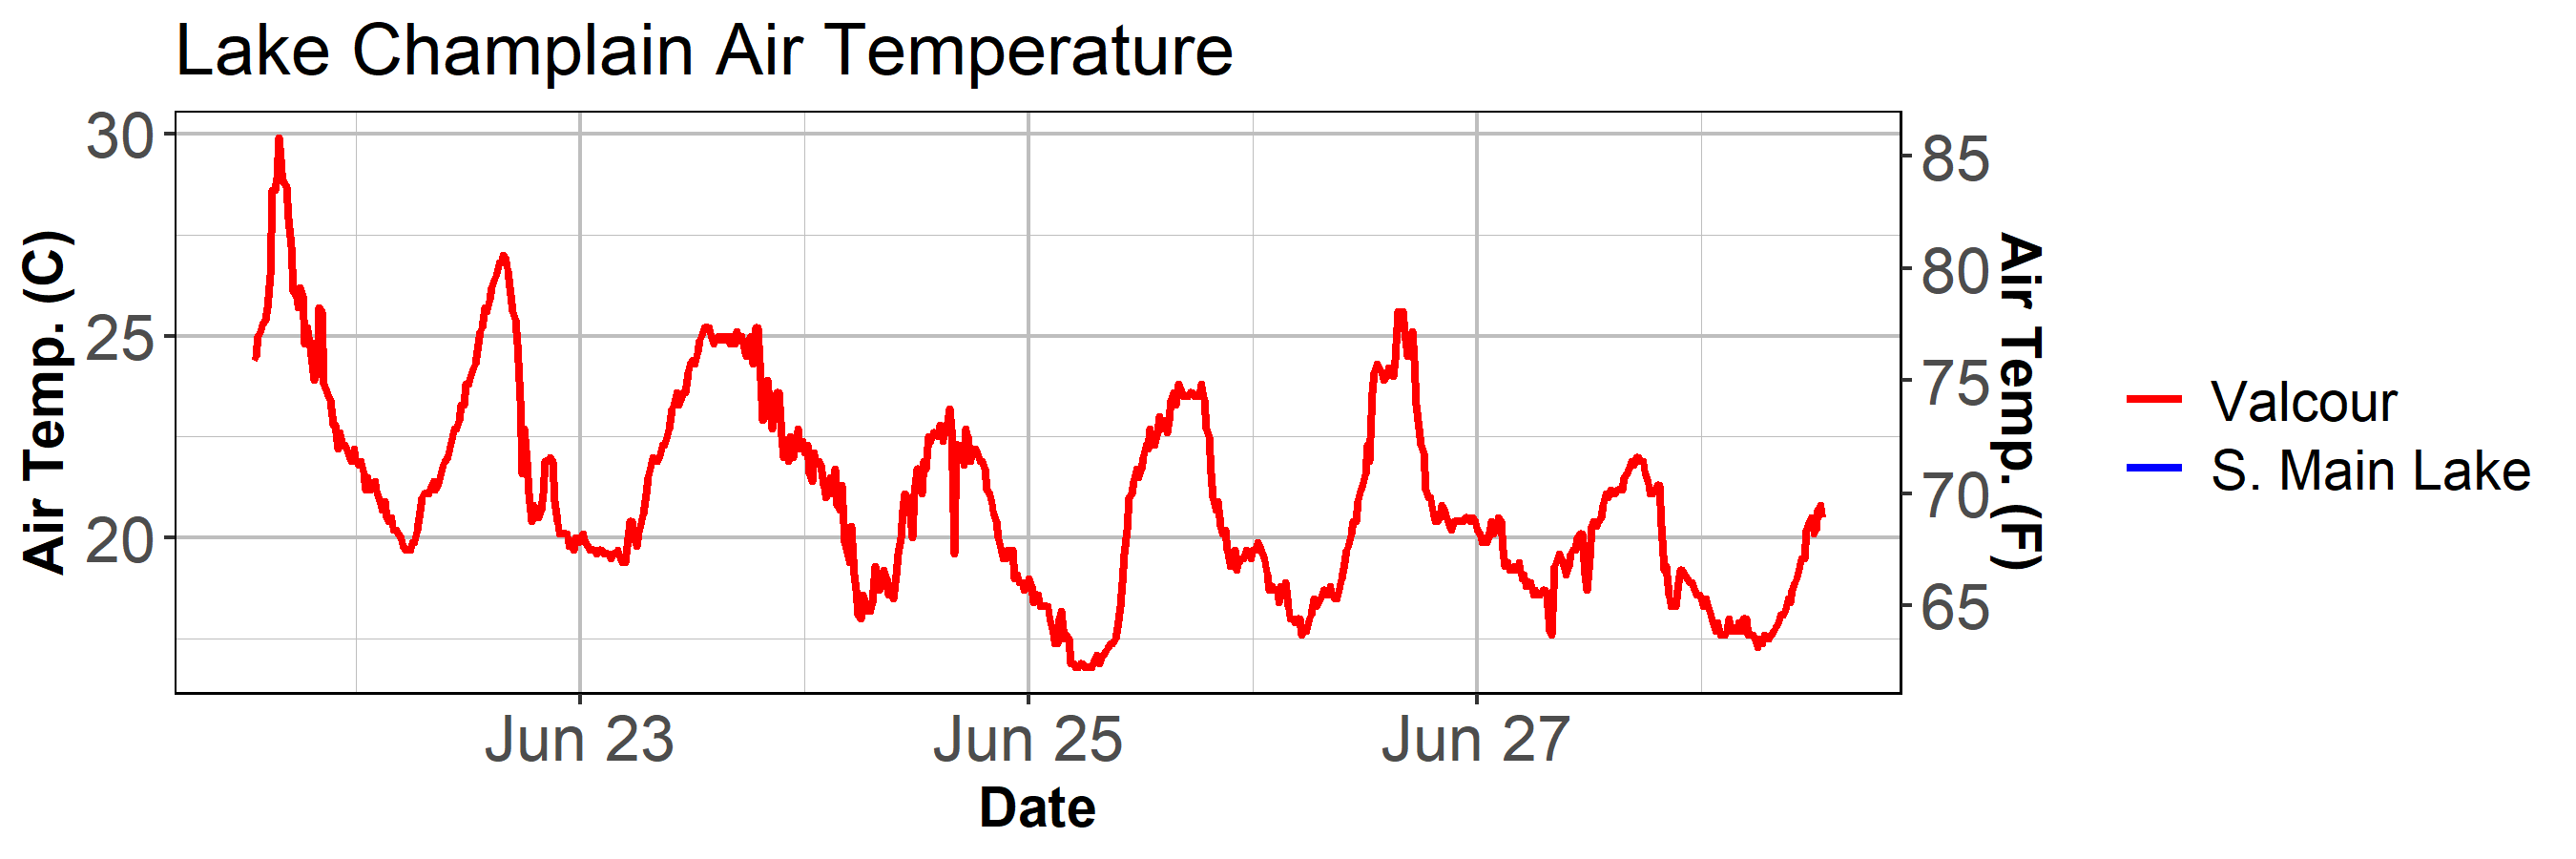 Lake Champlain Air Temperature
Air Temp. (C)
30
25
20
85
80
75
70
65
Air Temp. (F)
Valcour
S. Main Lake
Jun 23
Jun 25
Jun 27
Date